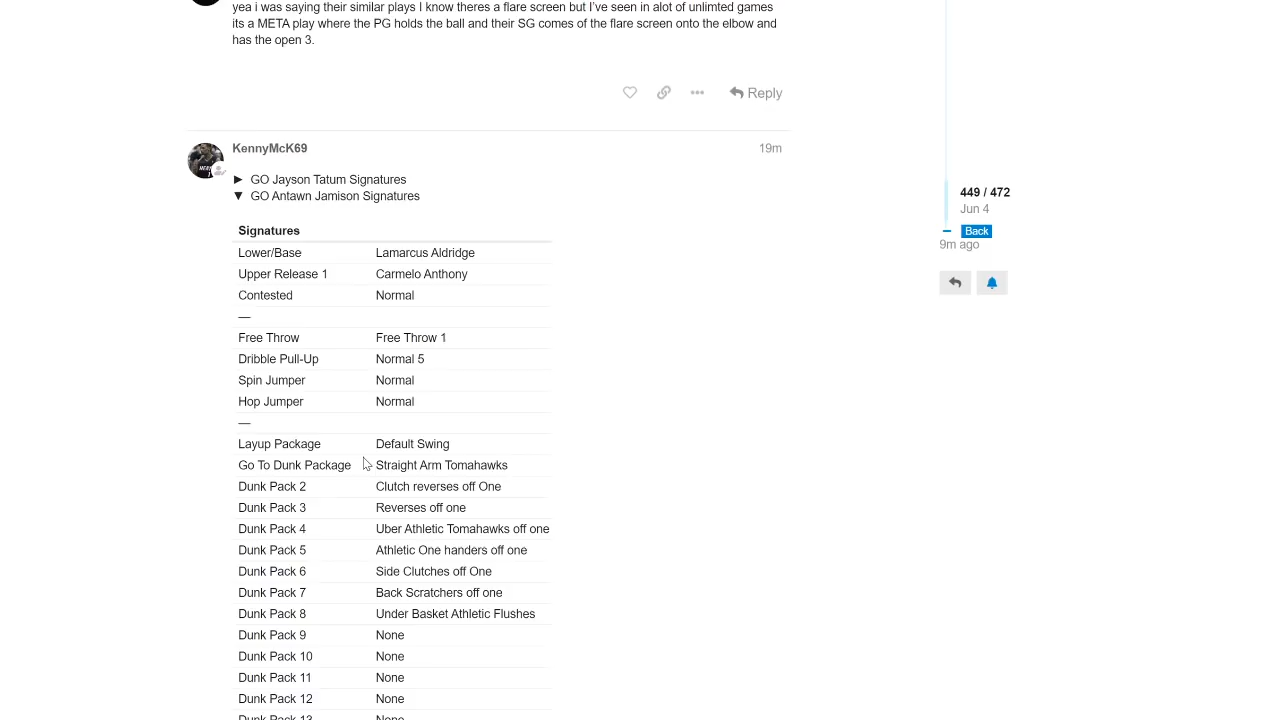 yea i was saying their similar plays I know theres a flare screen but I've seen in alot of unlimted games
its a META play where the PG holds the ball and their SG comes of the flare screen onto the elbow and
has the open 3.
Reply
KennyMcK69 19m
► GO Jayson Tatum Signatures
▼ GO Antawn Jamison Signatures
Signatures
Lower/Base Lamarcus Aldridge
Upper Release 1 Carmelo Anthony
Contested Normal
—
Free Throw Free Throw 1
Dribble Pull-Up Normal 5
Spin Jumper Normal
Hop Jumper Normal
—
Layup Package Default Swing
Go To Dunk Package Straight Arm Tomahawks
Dunk Pack 2 Clutch reverses off One
Dunk Pack 3 Reverses off one
Dunk Pack 4 Uber Athletic Tomahawks off one
Dunk Pack 5 Athletic One handers off one
Dunk Pack 6 Side Clutches off One
Dunk Pack 7 Back Scratchers off one
Dunk Pack 8 Under Basket Athletic Flushes
Dunk Pack 9 None
Dunk Pack 10 None
Dunk Pack 11 None
Dunk Pack 12 None
Dunk Pack 13 None
449 / 472
Jun 4
Back
9m ago